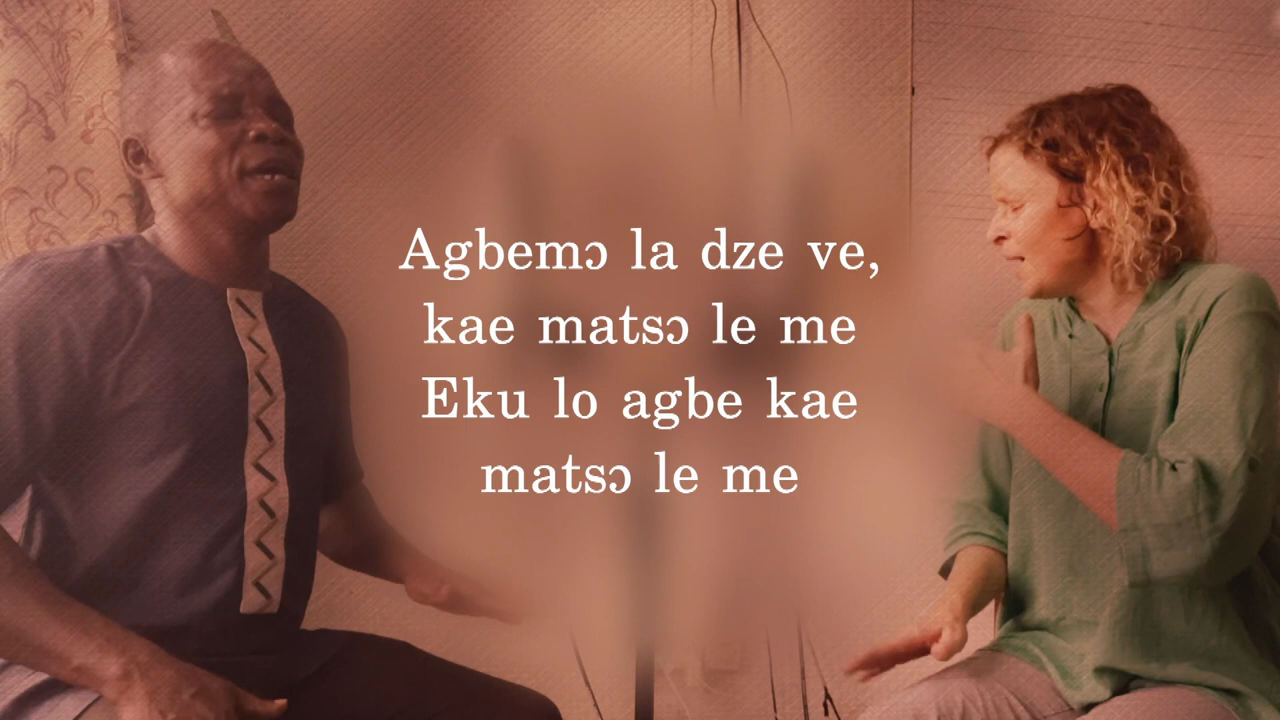 Agbemɔ la dze ve,
kae matsɔ le me
Eku lo agbe kae
matsɔ le me